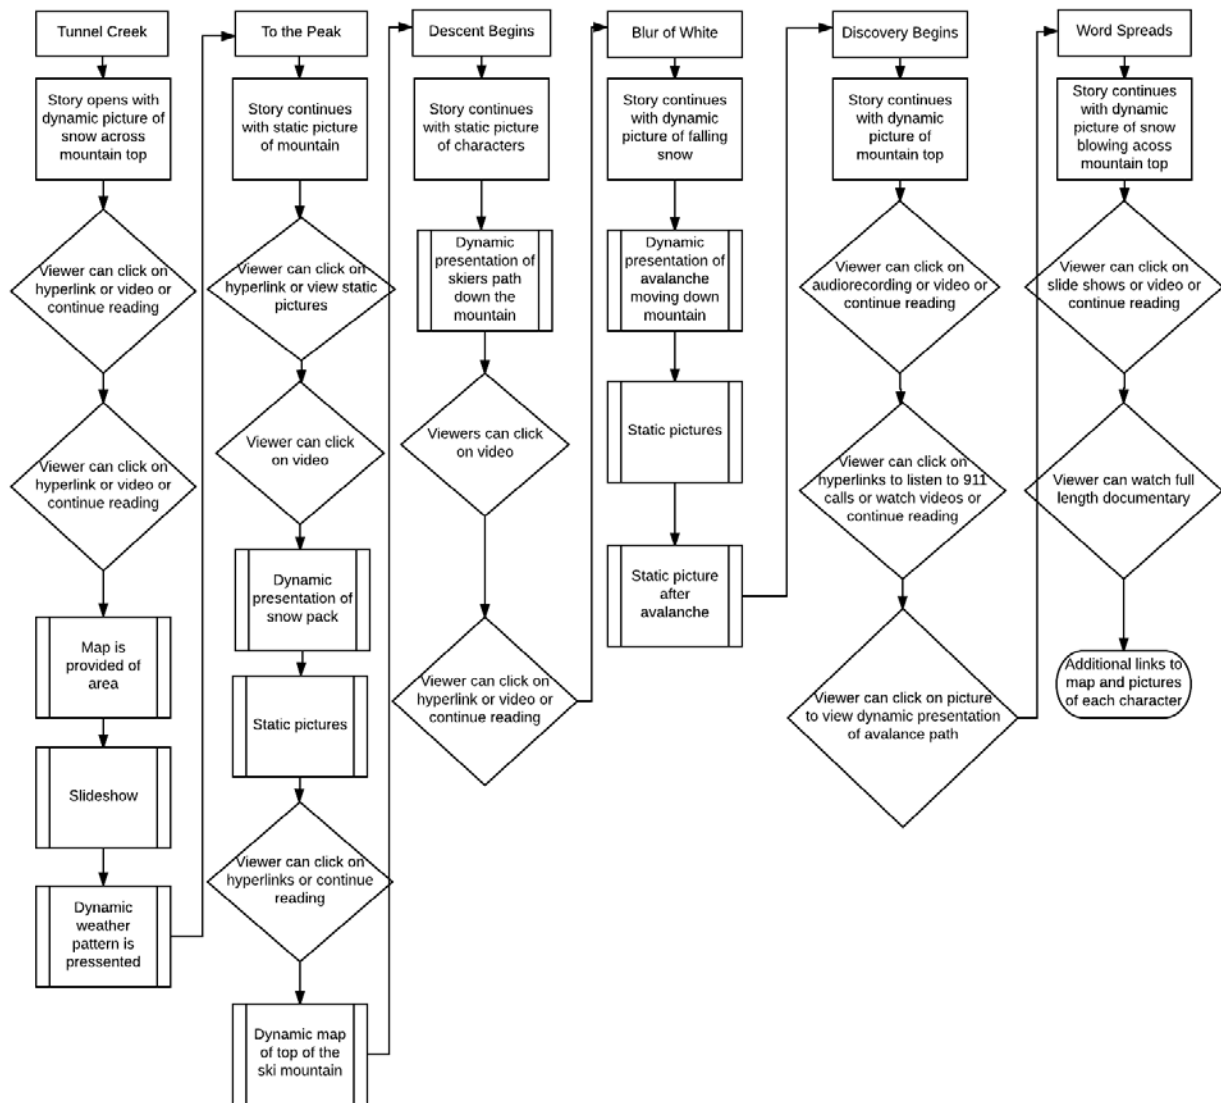 Tunnel Creek
Story opens with
dynamic picture of
snow across
mountain top
Viewer can click on
hyperlink or video or
continue reading
Viewer can click on
hyperlink or video or
continue reading
Map is
provided of
area
Slideshow
Dynamic
weather
pattern is
pressented
To the Peak
Story continues
with static picture
of mountain
Viewer can click on
hyperlink or view static
pictures
Viewer can click
on video
Dynamic
presentation of
snow pack
Static pictures
Viewer can click on
hyperlinks or continue
reading
Dynamic map
of top of the
ski mountain
Descent Begins
Story continues
with static picture
of characters
Dynamic
presentation of
skiers path
down the
mountain
Viewers can click
on video
Viewer can click on
hyperlink or video or
continue reading
Blur of White
Story continues
with dynamic
picture of falling
snow
Dynamic
presentation of
avalanche
moving down
mountain
Static pictures
Static picture
after
avalanche
Discovery Begins
Story continues
with dynamic
picture of
mountain top
Viewer can click on
audiorecording or video or
continue reading
Viewer can click on
hyperlinks to listen to 911
calls or watch videos or
continue reading
Viewer can click on picture
to view dynamic presentation
of avalance path
Word Spreads
Story continues
with dynamic
picture of snow
blowing acoss
mountain top
Viewer can click on
slide shows or video or
continue reading
Viewer can watch full
length documentary
Additional links to
map and pictures
of each character